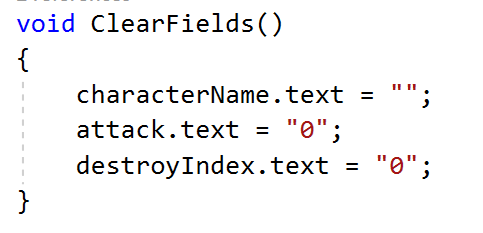 void ClearFields()
{
characterName.text = "";
attack.text = "0";
destroyIndex.text = "0";
}